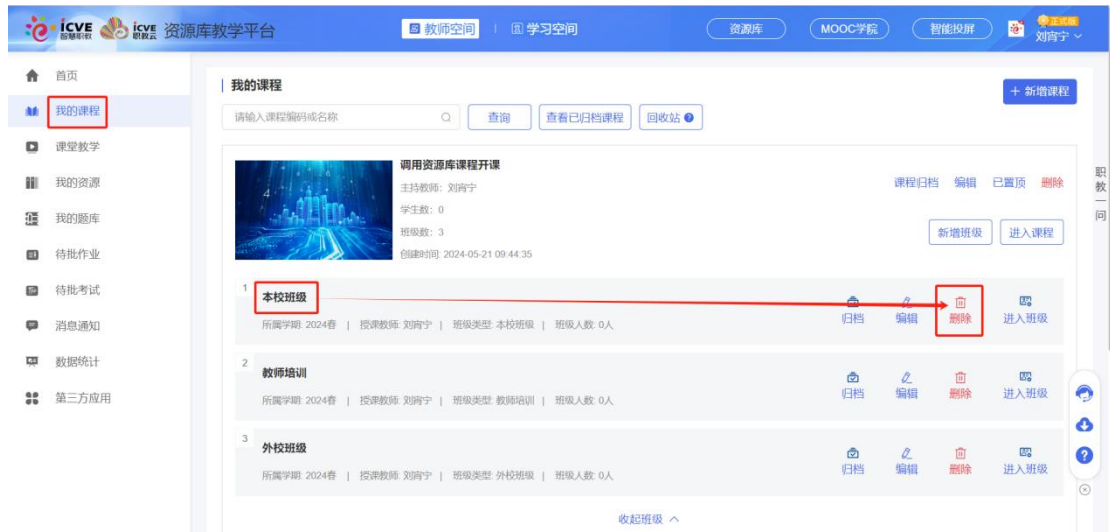 icve 智慧职教 icve 职教云 资源库教学平台 教师空间 学习空间 资源库 MOOC学院 智能投屏 正式版 刘宵宁
首页
我的课程
课堂教学
我的资源
我的题库
待批作业
待批考试
消息通知
数据统计
第三方应用
我的课程
+ 新增课程
请输入课程编码或名称 查询 查看已归档课程 回收站
调用资源库课程开课
主持教师: 刘宵宁
学生数: 0
班级数: 3
创建时间: 2024-05-21 09:44:35
课程归档 编辑 已置顶 删除
新增班级 进入课程
1 本校班级
所属学期: 2024春 | 授课教师: 刘宵宁 | 班级类型: 本校班级 | 班级人数: 0人
归档 编辑 删除 进入班级
2 教师培训
所属学期: 2024春 | 授课教师: 刘宵宁 | 班级类型: 教师培训 | 班级人数: 0人
归档 编辑 删除 进入班级
3 外校班级
所属学期: 2024春 | 授课教师: 刘宵宁 | 班级类型: 外校班级 | 班级人数: 0人
归档 编辑 删除 进入班级
收起班级
职教一问